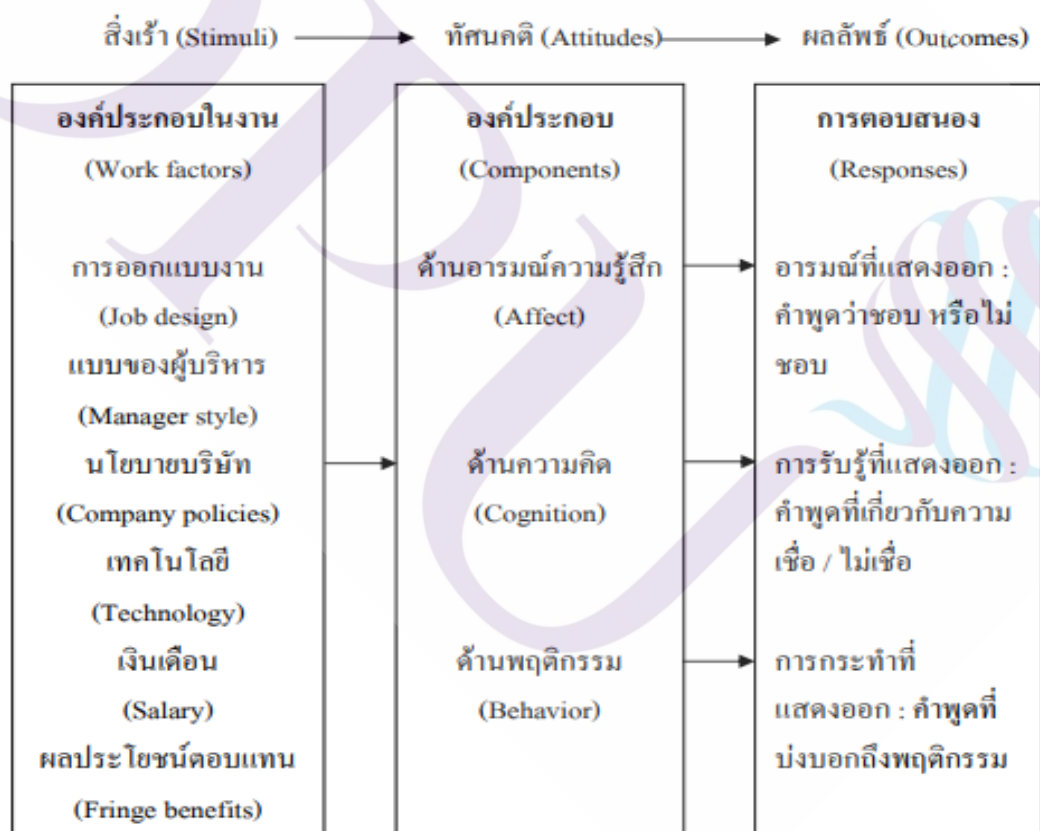 สิ่งเร้า (Stimuli) ทัศนคติ (Attitudes) ผลลัพธ์ (Outcomes)
องค์ประกอบในงาน
(Work factors)
การออกแบบงาน
(Job design)
แบบของผู้บริหาร
(Manager style)
นโยบายบริษัท
(Company policies)
เทคโนโลยี
(Technology)
เงินเดือน
(Salary)
ผลประโยชน์ตอบแทน
(Fringe benefits)
องค์ประกอบ
(Components)
ด้านอารมณ์ความรู้สึก
(Affect)
ด้านความคิด
(Cognition)
ด้านพฤติกรรม
(Behavior)
การตอบสนอง
(Responses)
อารมณ์ที่แสดงออก :
คำพูดว่าชอบ หรือไม่
ชอบ
การรับรู้ที่แสดงออก :
คำพูดที่เกี่ยวกับความ
เชื่อ / ไม่เชื่อ
การกระทำที่
แสดงออก : คำพูดที่
บ่งบอกถึงพฤติกรรม